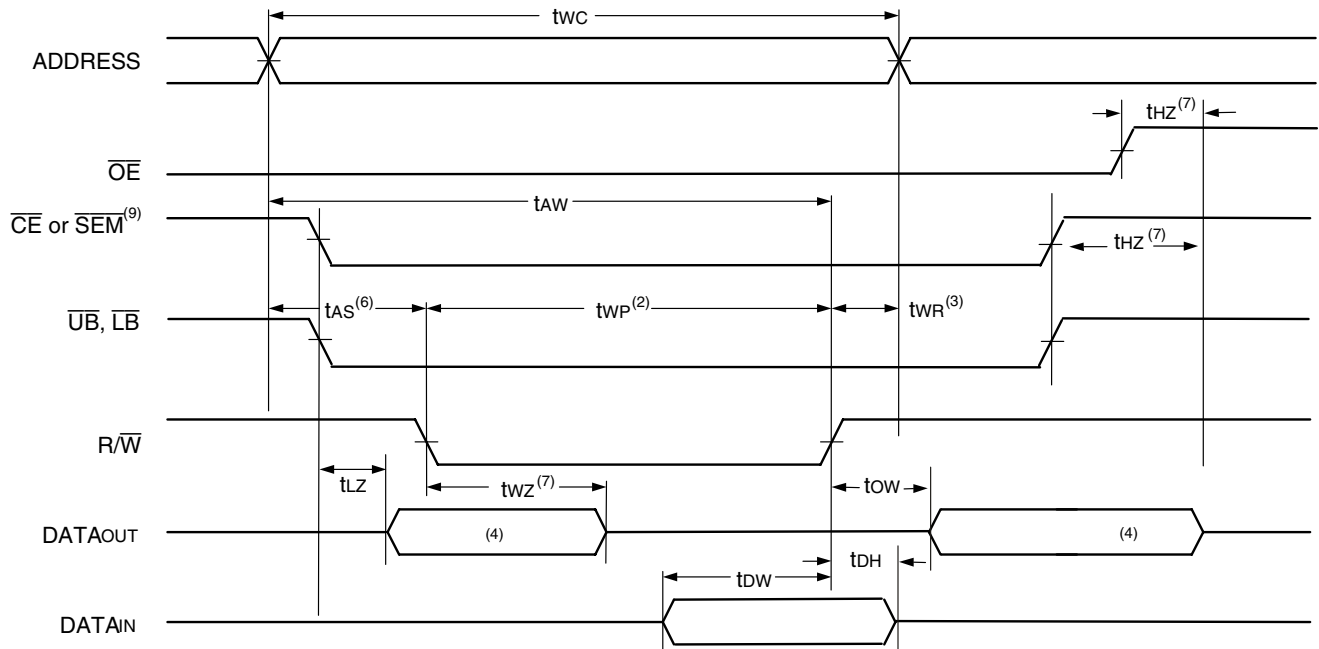 tWC
ADDRESS
tHZ(7)
OE
tAW
CE or SEM(9)
tHZ(7)
tAS(6) tWP(2) tWR(3)
UB, LB
R/W
tLZ tWZ(7) tOW
DATAOUT (4) (4)
tDW tDH
DATAIN